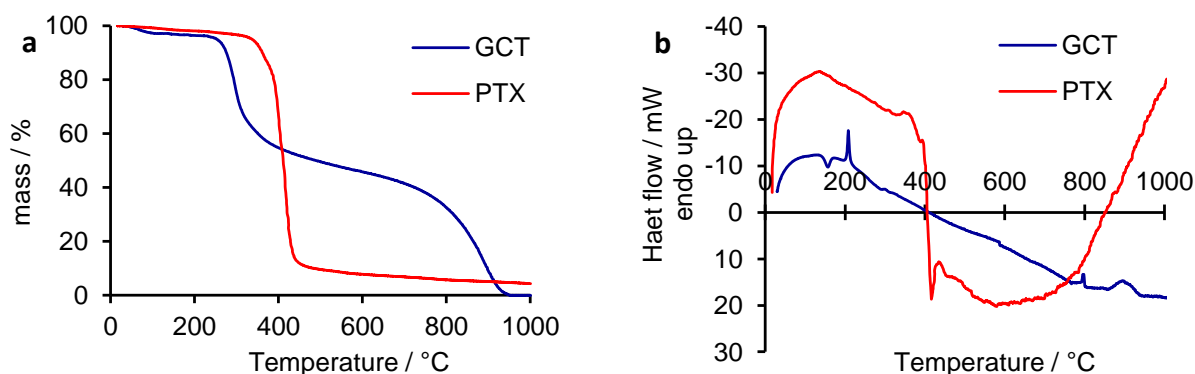 a
GCT
PTX
mass / %
100
80
60
40
20
0
0 200 400 600 800 1000
Temperature / °C
b
GCT
PTX
Haet flow / mW
endo up
-40
-30
-20
-10
0
10
20
30
0 200 400 600 800 1000
Temperature / °C